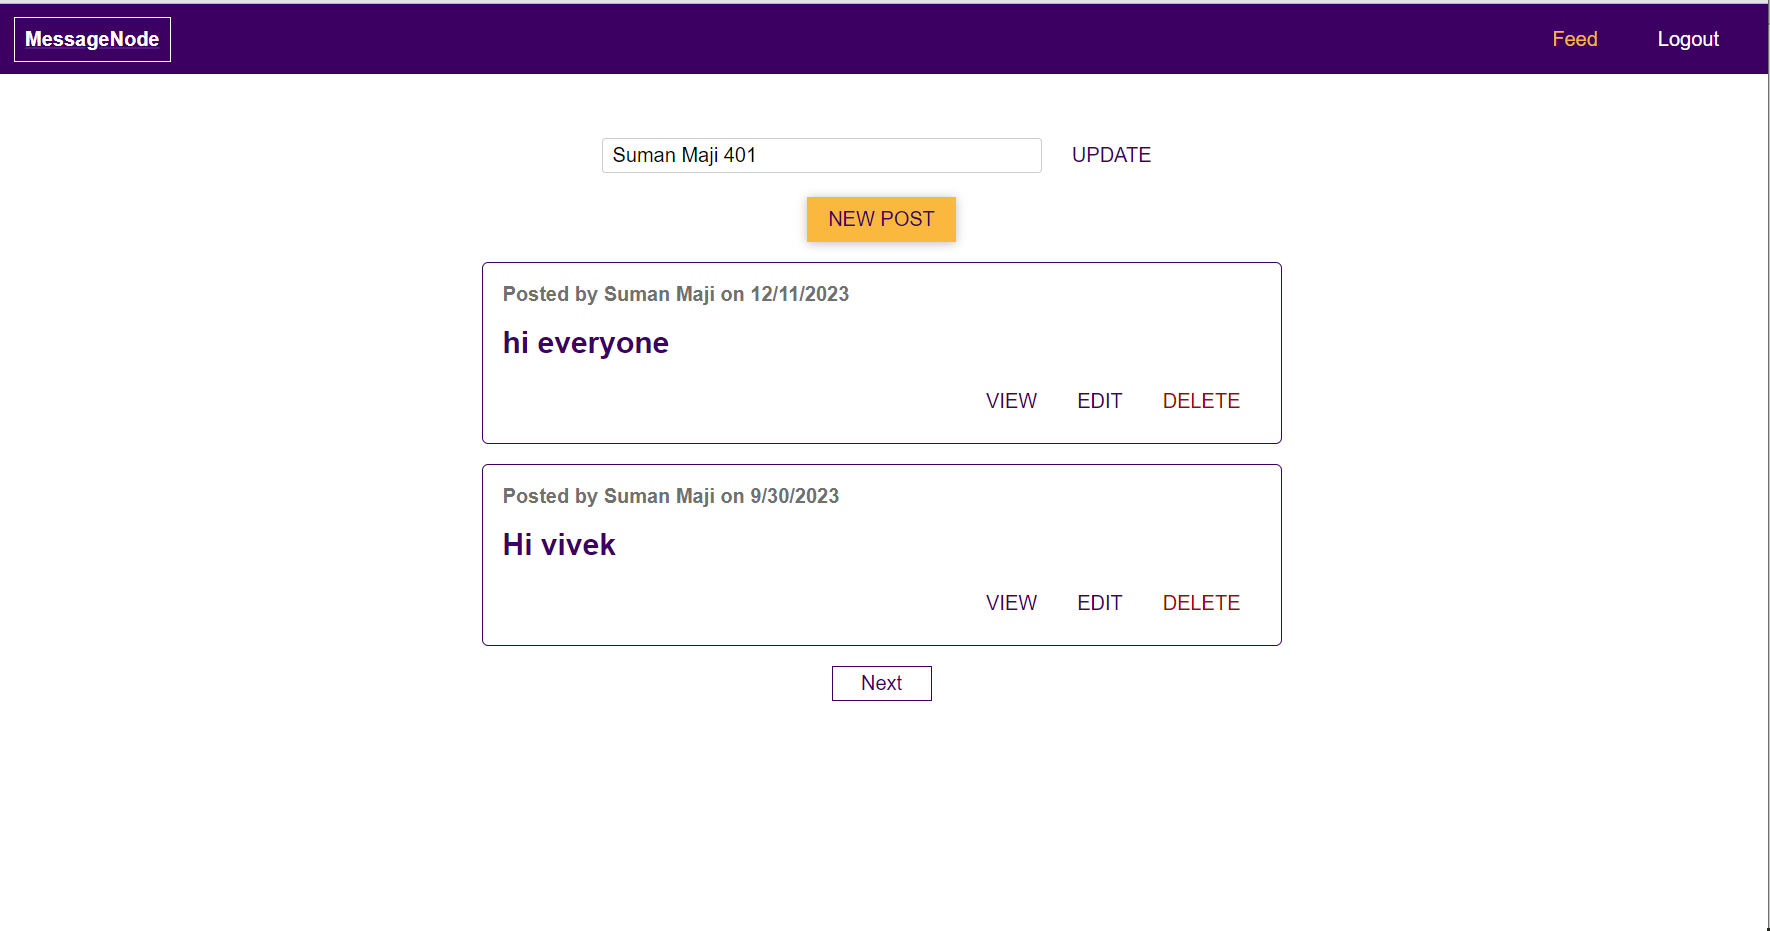 MessageNode
Feed Logout
Suman Maji 401 UPDATE
NEW POST
Posted by Suman Maji on 12/11/2023
hi everyone
VIEW EDIT DELETE
Posted by Suman Maji on 9/30/2023
Hi vivek
VIEW EDIT DELETE
Next